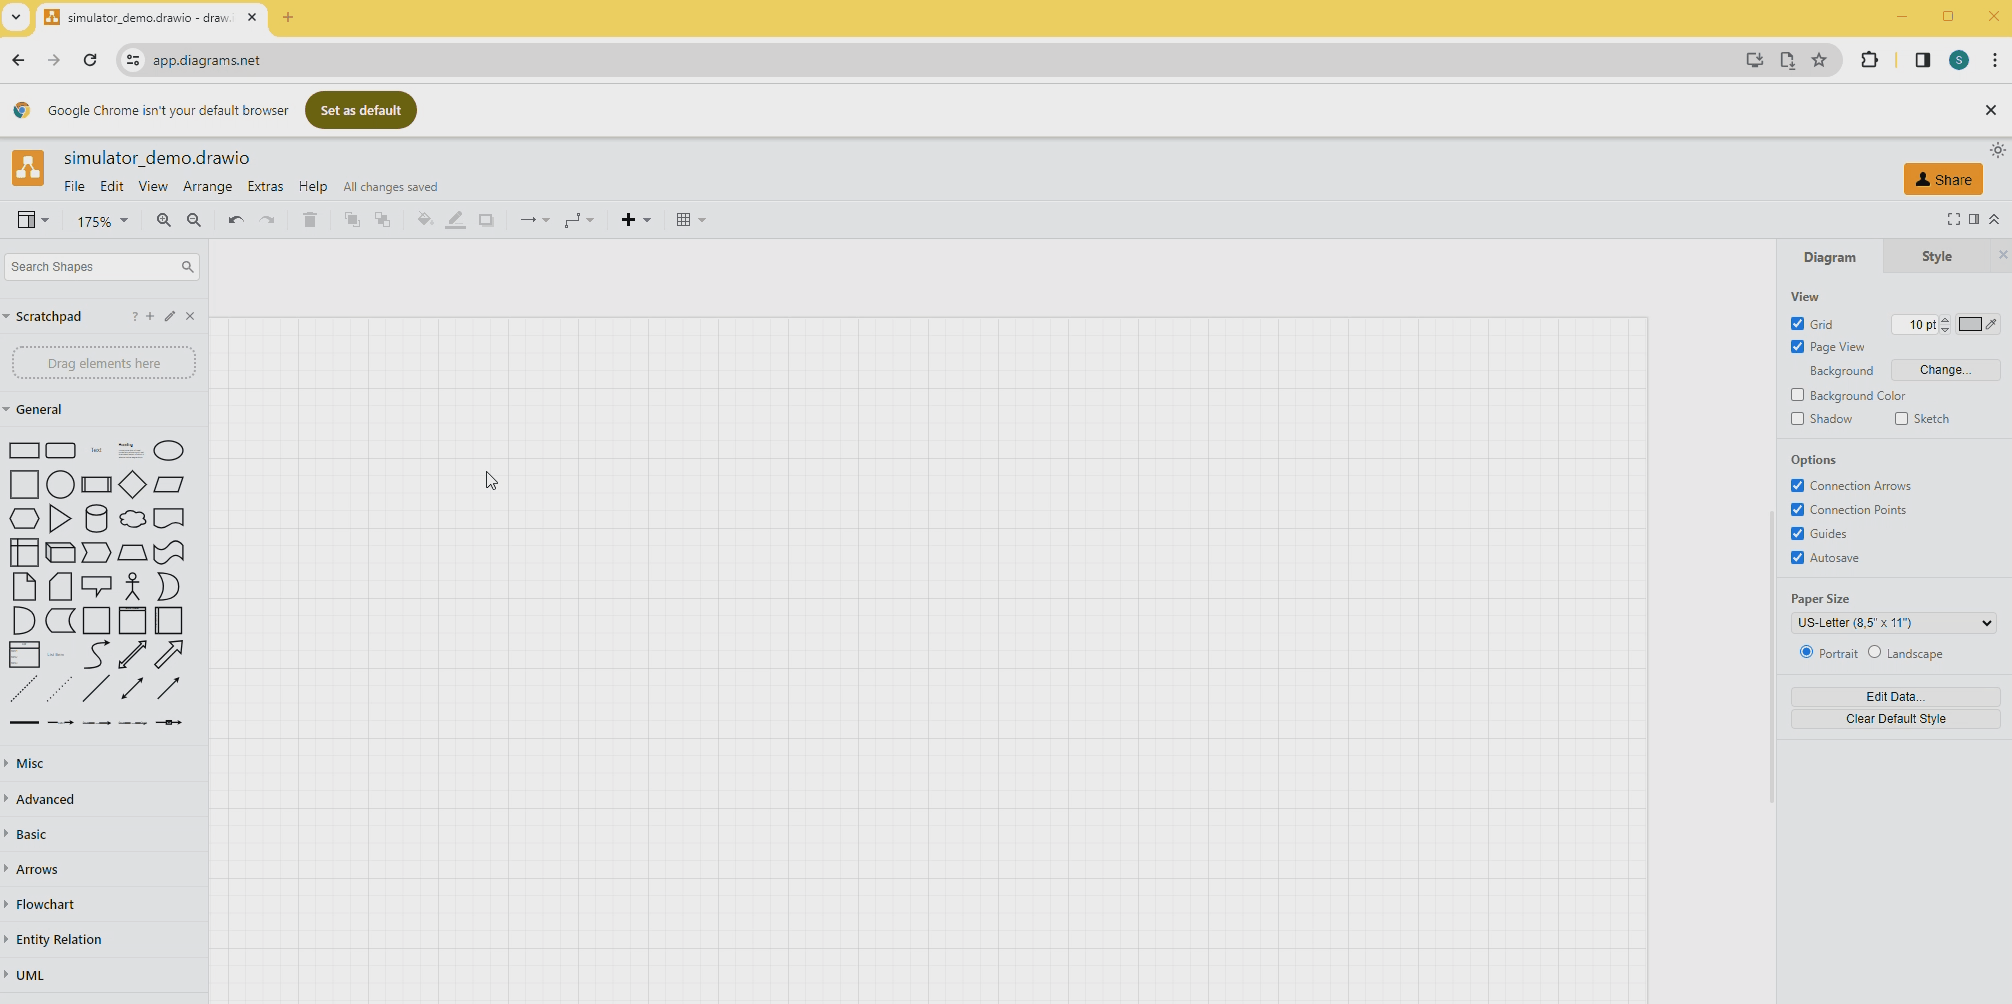 simulator_demo.drawio - draw.i
app.diagrams.net
S
Google Chrome isn't your default browser
Set as default
simulator_demo.drawio
File Edit View Arrange Extras Help All changes saved
Share
175%
Search Shapes
Scratchpad
?
Drag elements here
General
Text
Heading
Misc
Advanced
Basic
Arrows
Flowchart
Entity Relation
UML
Diagram
Style
View
Grid
10 pt
Page View
Background
Change...
Background Color
Shadow
Sketch
Options
Connection Arrows
Connection Points
Guides
Autosave
Paper Size
US-Letter (8,5" x 11")
Portrait
Landscape
Edit Data...
Clear Default Style